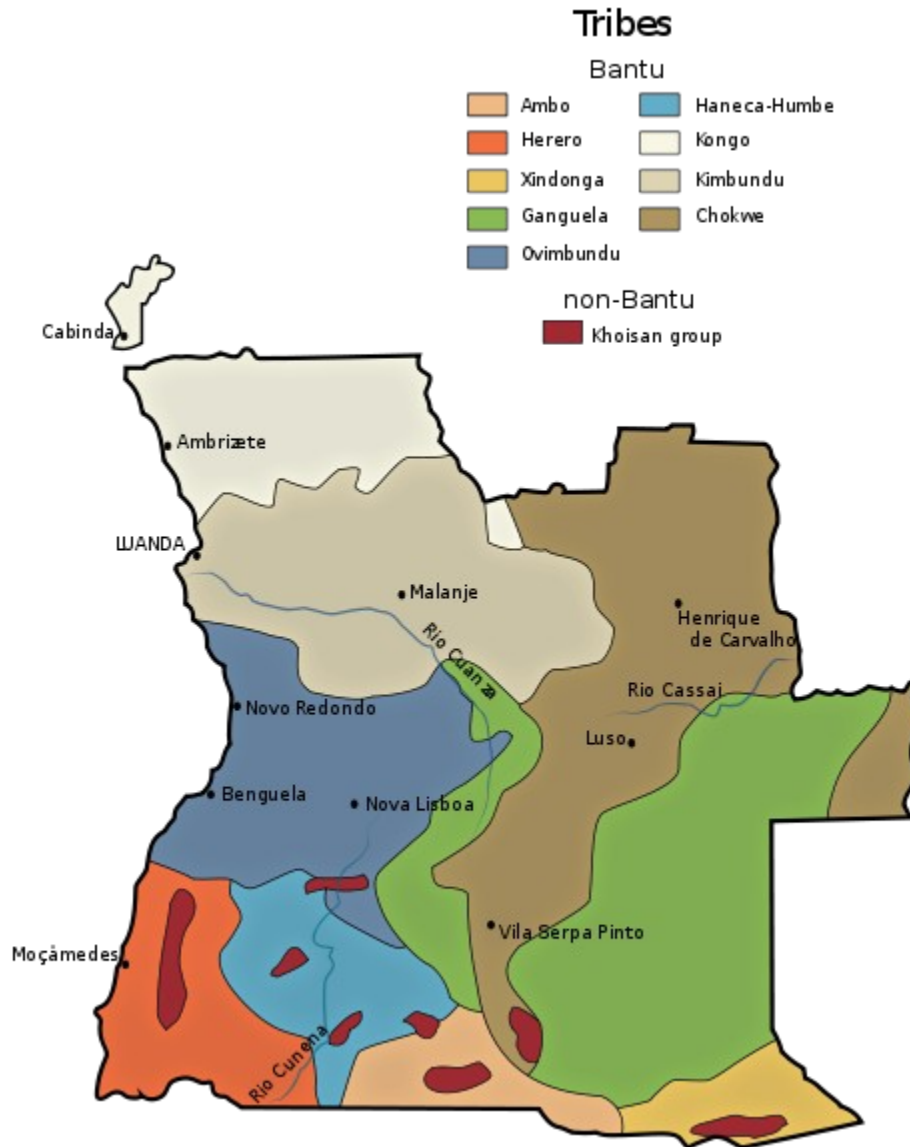 Tribes
Bantu
Ambo
Haneca-Humbe
Herero
Kongo
Xindonga
Kimbundu
Ganguela
Chokwe
Ovimbundu
non-Bantu
Khoisan group
Cabinda
Ambrizete
LUANDA
Malanje
Henrique
de Carvalho
Rio Cuanza
Rio Cassai
Novo Redondo
Luso
Benguela
Nova Lisboa
Vila Serpa Pinto
Moçâmedes
Rio Cunena